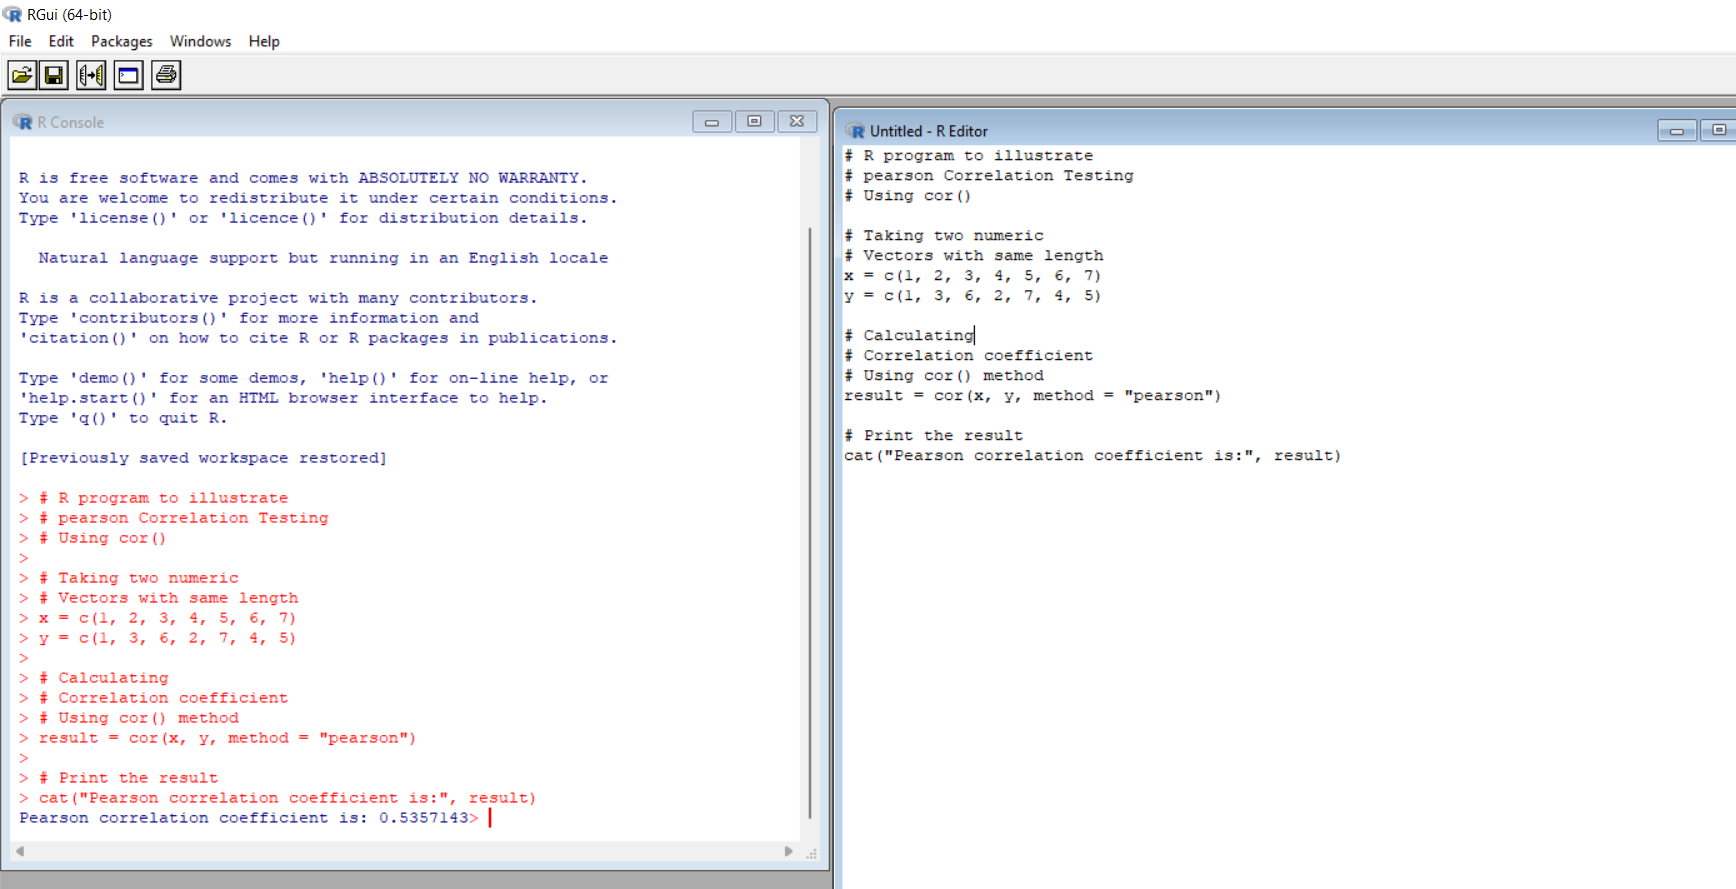 RGui (64-bit)
File Edit Packages Windows Help
R Console
R is free software and comes with ABSOLUTELY NO WARRANTY.
You are welcome to redistribute it under certain conditions.
Type 'license()' or 'licence()' for distribution details.
Natural language support but running in an English locale
R is a collaborative project with many contributors.
Type 'contributors()' for more information and
'citation()' on how to cite R or R packages in publications.
Type 'demo()' for some demos, 'help()' for on-line help, or
'help.start()' for an HTML browser interface to help.
Type 'q()' to quit R.
[Previously saved workspace restored]
> # R program to illustrate
> # pearson Correlation Testing
> # Using cor()
>
> # Taking two numeric
> # Vectors with same length
> x = c(1, 2, 3, 4, 5, 6, 7)
> y = c(1, 3, 6, 2, 7, 4, 5)
>
> # Calculating
> # Correlation coefficient
> # Using cor() method
> result = cor(x, y, method = "pearson")
>
> # Print the result
> cat("Pearson correlation coefficient is:", result)
Pearson correlation coefficient is: 0.5357143>
Untitled - R Editor
# R program to illustrate
# pearson Correlation Testing
# Using cor()
# Taking two numeric
# Vectors with same length
x = c(1, 2, 3, 4, 5, 6, 7)
y = c(1, 3, 6, 2, 7, 4, 5)
# Calculating
# Correlation coefficient
# Using cor() method
result = cor(x, y, method = "pearson")
# Print the result
cat("Pearson correlation coefficient is:", result)